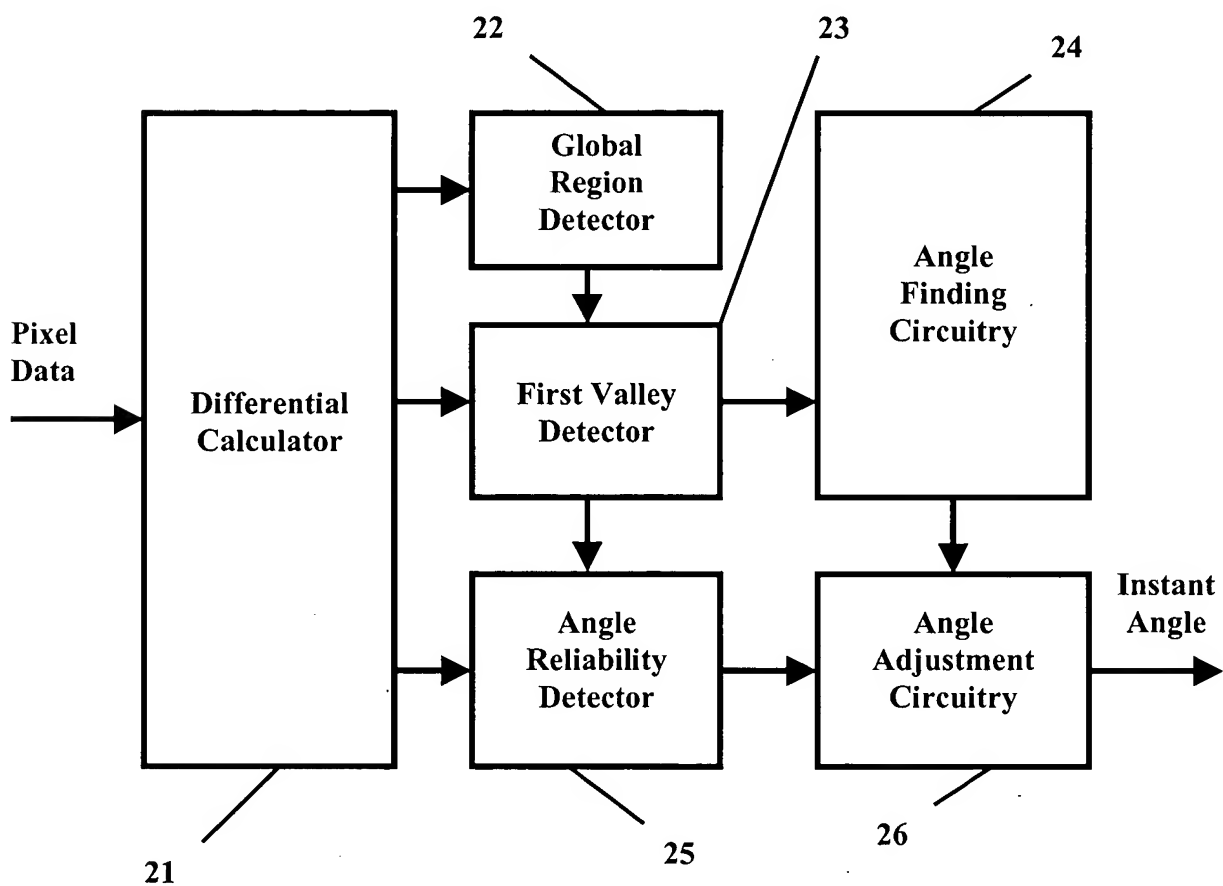 22
23
24
Global
Region
Detector
Angle
Finding
Circuitry
Pixel
Data
Differential
Calculator
First Valley
Detector
Angle
Reliability
Detector
Angle
Adjustment
Circuitry
Instant
Angle
21
25
26